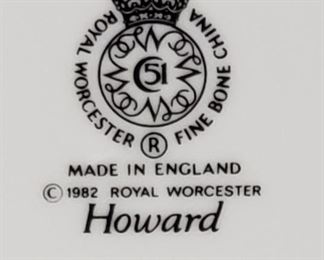 ROYAL WORCESTER
FINE BONE CHINA
51
R
MADE IN ENGLAND
© 1982 ROYAL WORCESTER
Howard